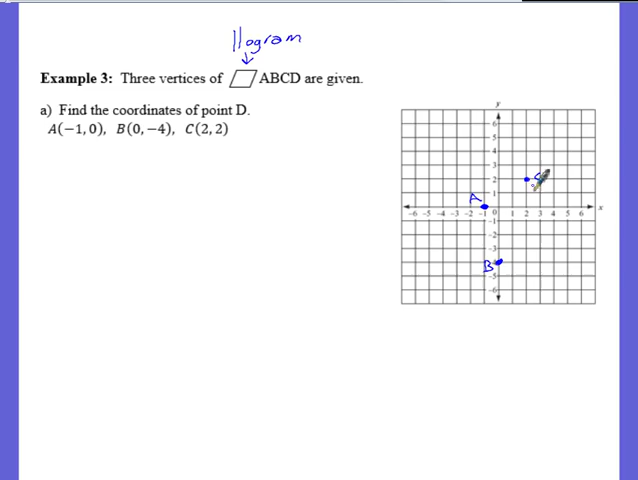 ||ogram
Example 3: Three vertices of ▱ABCD are given.
a) Find the coordinates of point D.
A(−1,0), B(0,−4), C(2,2)
y
6
5
4
3
2
1
-6 -5 -4 -3 -2 -1 0 1 2 3 4 5 6 x
-1
-2
-3
-5
-6
A
B